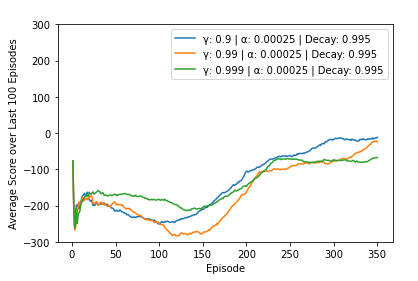 300
200
100
0
−100
−200
−300
Average Score over Last 100 Episodes
γ: 0.9 | α: 0.00025 | Decay: 0.995
γ: 0.99 | α: 0.00025 | Decay: 0.995
γ: 0.999 | α: 0.00025 | Decay: 0.995
0 50 100 150 200 250 300 350
Episode